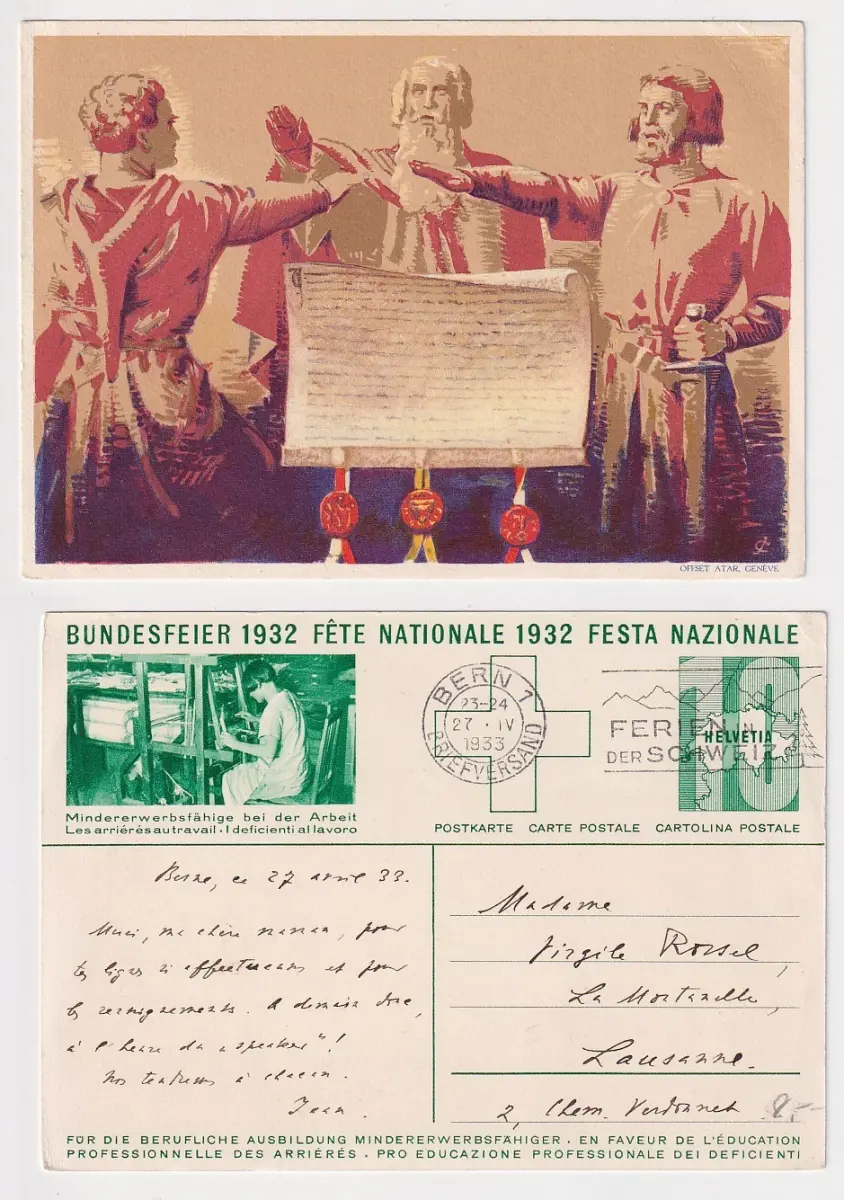 OFFSET ATAR, GENÈVE
BUNDESFEIER 1932 FÊTE NATIONALE 1932 FESTA NAZIONALE
BERN 1
23-24
27 · IV
1933
BRIEFVERSAND
FERIEN IN
DER SCHWEIZ
10
HELVETIA
Mindererwerbsfähige bei der Arbeit
Les arriérés au travail · I deficienti al lavoro
POSTKARTE CARTE POSTALE CARTOLINA POSTALE
Berne, ce 27 avril 33.
Merci, ma chère maman, pour
tes lignes si affectueuses et pour
les renseignements. A demain donc,
à l'heure du "speaker"!
Nos tendresses à chacun.
Jean.
Madame
Virgile Rossel,
La Montanelle,
Lausanne.
2, Chem. Verdonnet
FÜR DIE BERUFLICHE AUSBILDUNG MINDERERWERBSFÄHIGER · EN FAVEUR DE L'ÉDUCATION
PROFESSIONNELLE DES ARRIÉRÉS · PRO EDUCAZIONE PROFESSIONALE DEI DEFICIENTI